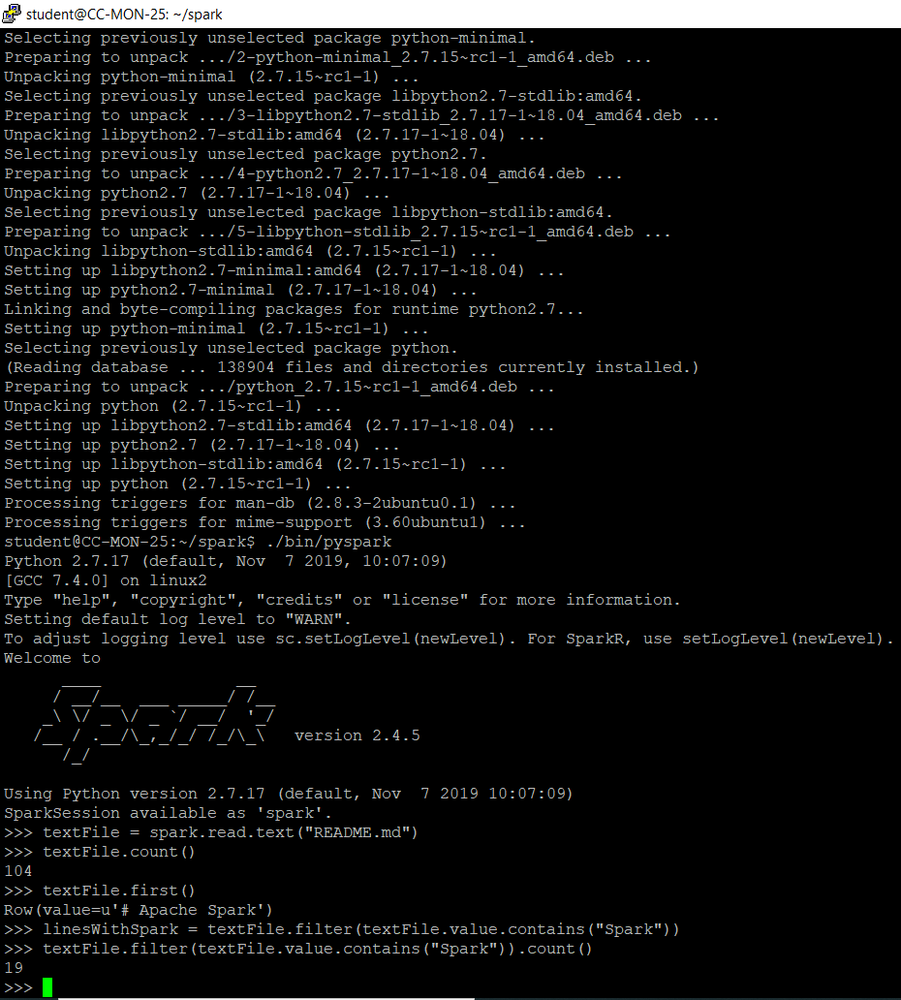 student@CC-MON-25: ~/spark
Selecting previously unselected package python-minimal.
Preparing to unpack .../2-python-minimal_2.7.15~rc1-1_amd64.deb ...
Unpacking python-minimal (2.7.15~rc1-1) ...
Selecting previously unselected package libpython2.7-stdlib:amd64.
Preparing to unpack .../3-libpython2.7-stdlib_2.7.17-1~18.04_amd64.deb ...
Unpacking libpython2.7-stdlib:amd64 (2.7.17-1~18.04) ...
Selecting previously unselected package python2.7.
Preparing to unpack .../4-python2.7_2.7.17-1~18.04_amd64.deb ...
Unpacking python2.7 (2.7.17-1~18.04) ...
Selecting previously unselected package libpython-stdlib:amd64.
Preparing to unpack .../5-libpython-stdlib_2.7.15~rc1-1_amd64.deb ...
Unpacking libpython-stdlib:amd64 (2.7.15~rc1-1) ...
Setting up libpython2.7-minimal:amd64 (2.7.17-1~18.04) ...
Setting up python2.7-minimal (2.7.17-1~18.04) ...
Linking and byte-compiling packages for runtime python2.7...
Setting up python-minimal (2.7.15~rc1-1) ...
Selecting previously unselected package python.
(Reading database ... 138904 files and directories currently installed.)
Preparing to unpack .../python_2.7.15~rc1-1_amd64.deb ...
Unpacking python (2.7.15~rc1-1) ...
Setting up libpython2.7-stdlib:amd64 (2.7.17-1~18.04) ...
Setting up python2.7 (2.7.17-1~18.04) ...
Setting up libpython-stdlib:amd64 (2.7.15~rc1-1) ...
Setting up python (2.7.15~rc1-1) ...
Processing triggers for man-db (2.8.3-2ubuntu0.1) ...
Processing triggers for mime-support (3.60ubuntu1) ...
student@CC-MON-25:~/spark$ ./bin/pyspark
Python 2.7.17 (default, Nov  7 2019, 10:07:09)
[GCC 7.4.0] on linux2
Type "help", "copyright", "credits" or "license" for more information.
Setting default log level to "WARN".
To adjust logging level use sc.setLogLevel(newLevel). For SparkR, use setLogLevel(newLevel).
Welcome to
      ____              __
     / __/__  ___ _____/ /__
    _\ \/ _ \/ _ `/ __/  '_/
   /__ / .__/\_,_/_/ /_/\_\   version 2.4.5
      /_/
Using Python version 2.7.17 (default, Nov  7 2019 10:07:09)
SparkSession available as 'spark'.
>>> textFile = spark.read.text("README.md")
>>> textFile.count()
104
>>> textFile.first()
Row(value=u'# Apache Spark')
>>> linesWithSpark = textFile.filter(textFile.value.contains("Spark"))
>>> textFile.filter(textFile.value.contains("Spark")).count()
19
>>>